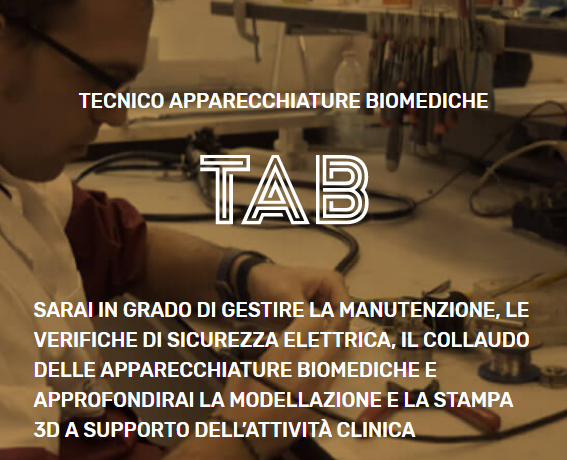 TECNICO APPARECCHIATURE BIOMEDICHE
TAB
SARAI IN GRADO DI GESTIRE LA MANUTENZIONE, LE
VERIFICHE DI SICUREZZA ELETTRICA, IL COLLAUDO
DELLE APPARECCHIATURE BIOMEDICHE E
APPROFONDIRAI LA MODELLAZIONE E LA STAMPA
3D A SUPPORTO DELL'ATTIVITÀ CLINICA